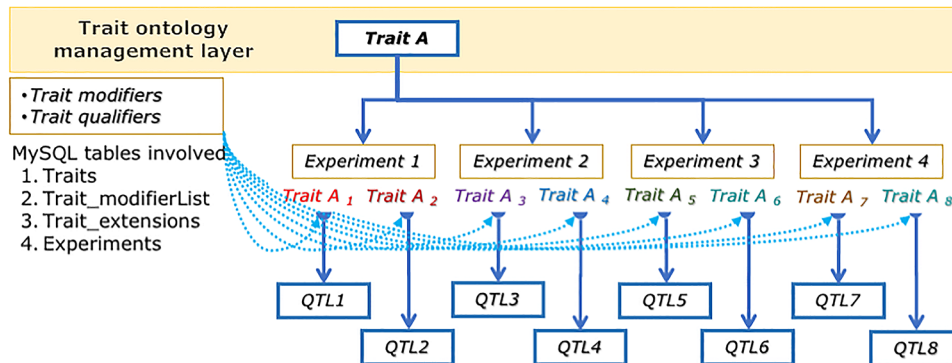 Trait ontology
management layer
Trait A
•Trait modifiers
•Trait qualifiers
MySQL tables involved
1. Traits
2. Trait_modifierList
3. Trait_extensions
4. Experiments
Experiment 1
Experiment 2
Experiment 3
Experiment 4
Trait A 1
Trait A 2
Trait A 3
Trait A 4
Trait A 5
Trait A 6
Trait A 7
Trait A 8
QTL1
QTL3
QTL5
QTL7
QTL2
QTL4
QTL6
QTL8